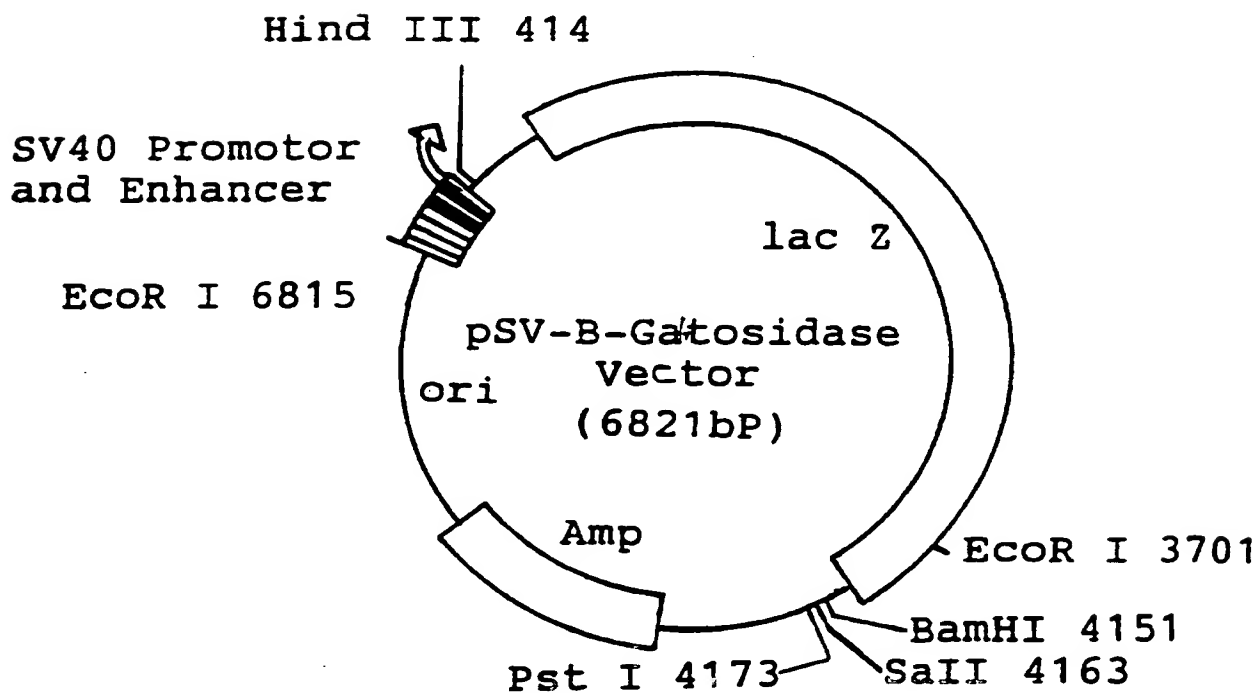 Hind III 414
SV40 Promotor
and Enhancer
lac Z
EcoR I 6815
pSV-B-Gatosidase
Vector
(6821bP)
ori
Amp
EcoR I 3701
BamHI 4151
SaII 4163
Pst I 4173